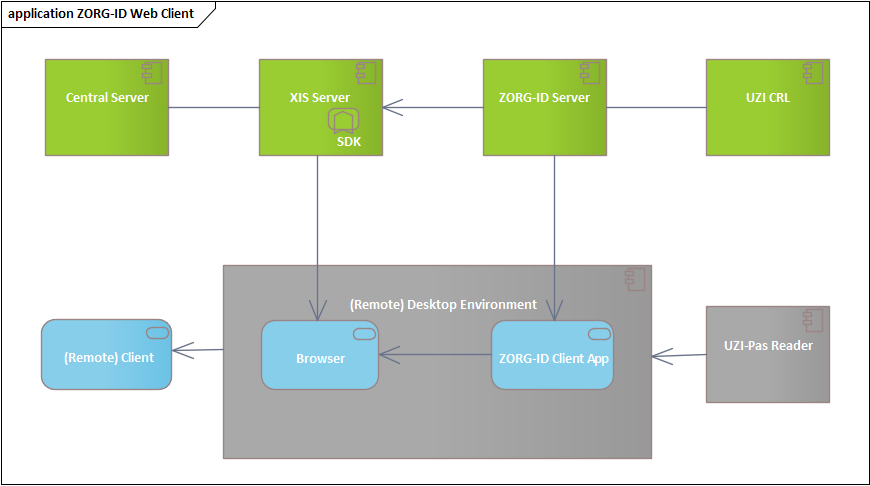 application ZORG-ID Web Client
Central Server
XIS Server
SDK
ZORG-ID Server
UZI CRL
(Remote) Desktop Environment
(Remote) Client
Browser
ZORG-ID Client App
UZI-Pas Reader